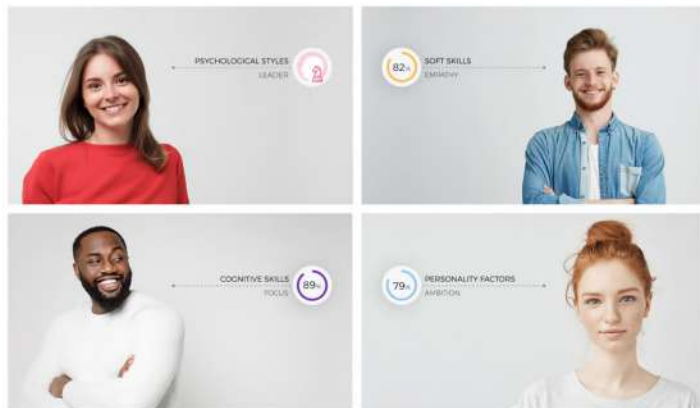 PSYCHOLOGICAL STYLES
LEADER
82%
SOFT SKILLS
EMPATHY
COGNITIVE SKILLS
FOCUS
89%
79%
PERSONALITY FACTORS
AMBITION